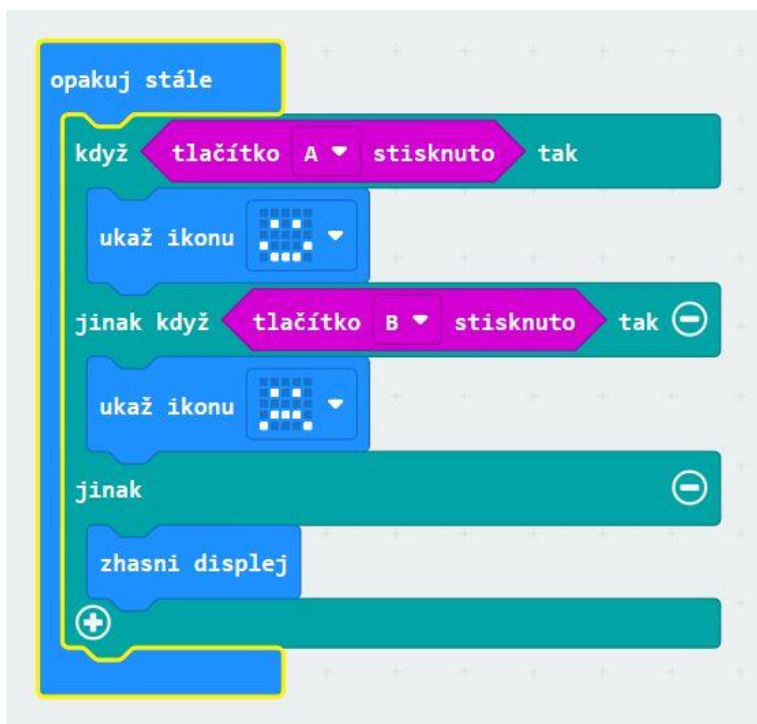 opakuj stále
když tlačítko A stisknuto tak
ukaž ikonu
jinak když tlačítko B stisknuto tak
ukaž ikonu
jinak
zhasni displej